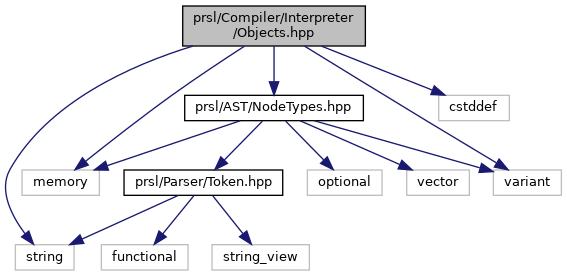 prsl/Compiler/Interpreter
/Objects.hpp
prsl/AST/NodeTypes.hpp
cstddef
memory
prsl/Parser/Token.hpp
optional
vector
variant
string
functional
string_view